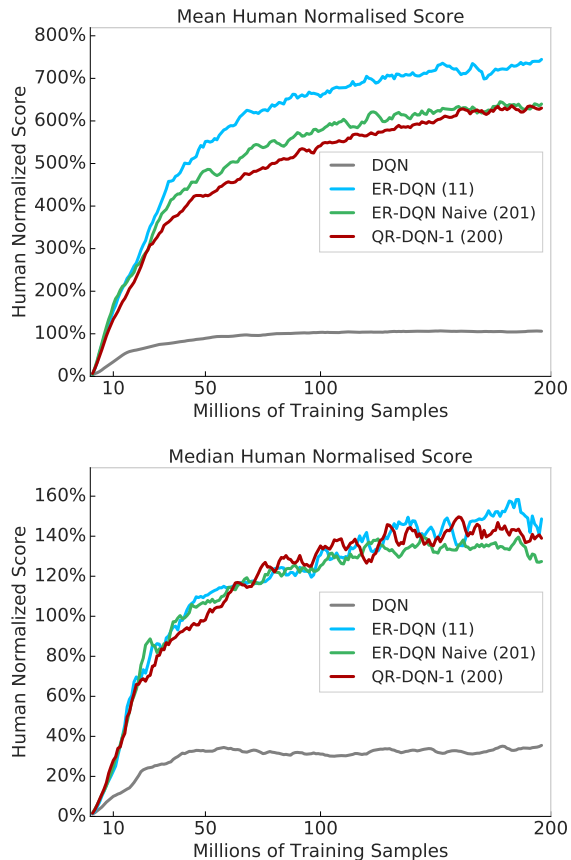 Mean Human Normalised Score
800%
700%
600%
500%
400%
300%
200%
100%
0%
Human Normalized Score
DQN
ER-DQN (11)
ER-DQN Naive (201)
QR-DQN-1 (200)
10 50 100 200
Millions of Training Samples
Median Human Normalised Score
160%
140%
120%
100%
80%
60%
40%
20%
0%
Human Normalized Score
DQN
ER-DQN (11)
ER-DQN Naive (201)
QR-DQN-1 (200)
10 50 100 200
Millions of Training Samples